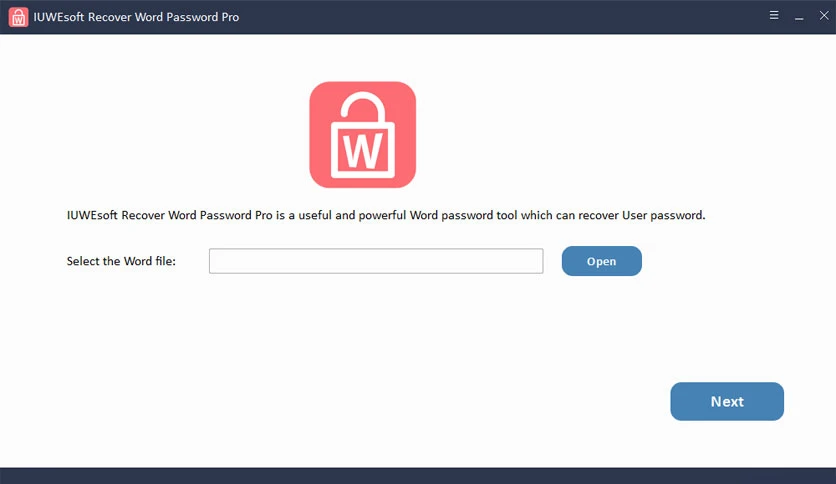 IUWEsoft Recover Word Password Pro
W
W
IUWEsoft Recover Word Password Pro is a useful and powerful Word password tool which can recover User password.
Select the Word file:
Open
Next